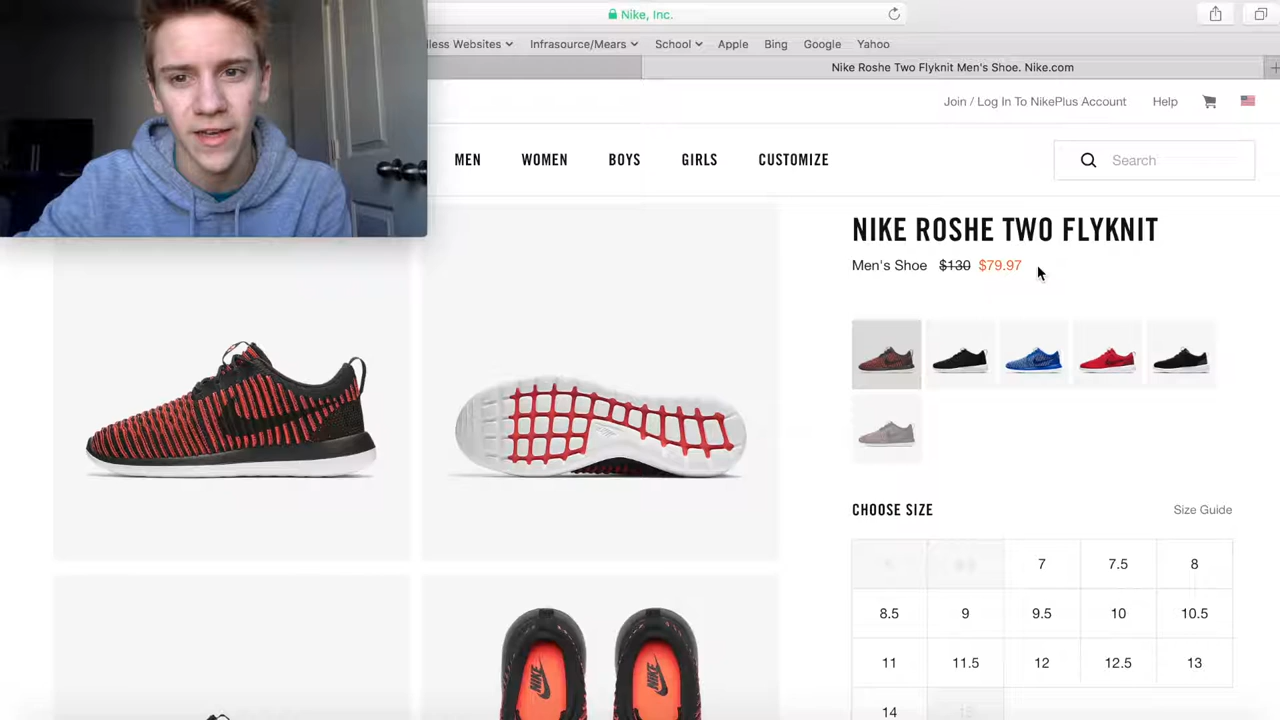 Nike, Inc.
lless Websites Infrasource/Mears School Apple Bing Google Yahoo
Nike Roshe Two Flyknit Men's Shoe. Nike.com
Join / Log In To NikePlus Account Help
MEN WOMEN BOYS GIRLS CUSTOMIZE
Search
NIKE ROSHE TWO FLYKNIT
Men's Shoe $130 $79.97
CHOOSE SIZE Size Guide
7 7.5 8
8.5 9 9.5 10 10.5
11 11.5 12 12.5 13
14
NIKE NIKE